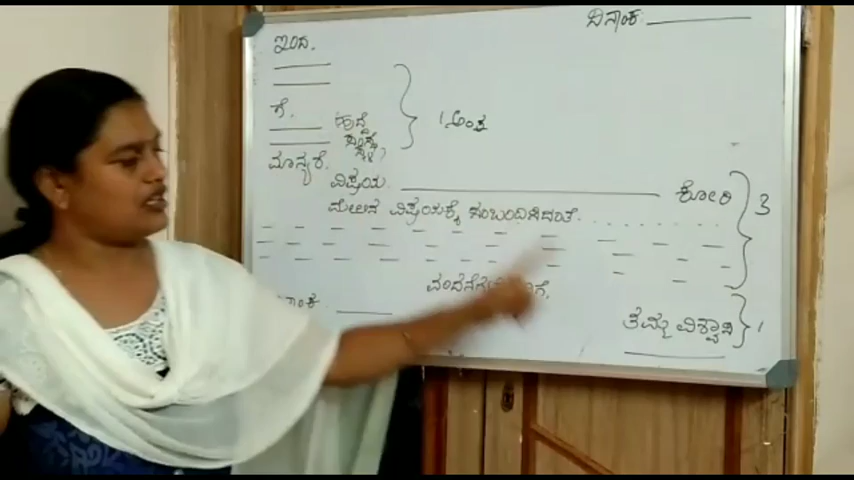 ದಿನಾಂಕ:
ಇಂದ.
ಗೆ.
ಹುದ್ದೆ
1 ಅಂಕ
ಮಾನ್ಯರೆ.
ವಿಷಯ. ಕೋರಿ
3
ಮೇಲಿನ ವಿಷಯಕ್ಕೆ ಸಂಬಂಧಿಸಿದಂತೆ.
ವಂದನೆಗಳೊಂದಿಗೆ,
ತಮ್ಮ ವಿಶ್ವಾಸಿ 1